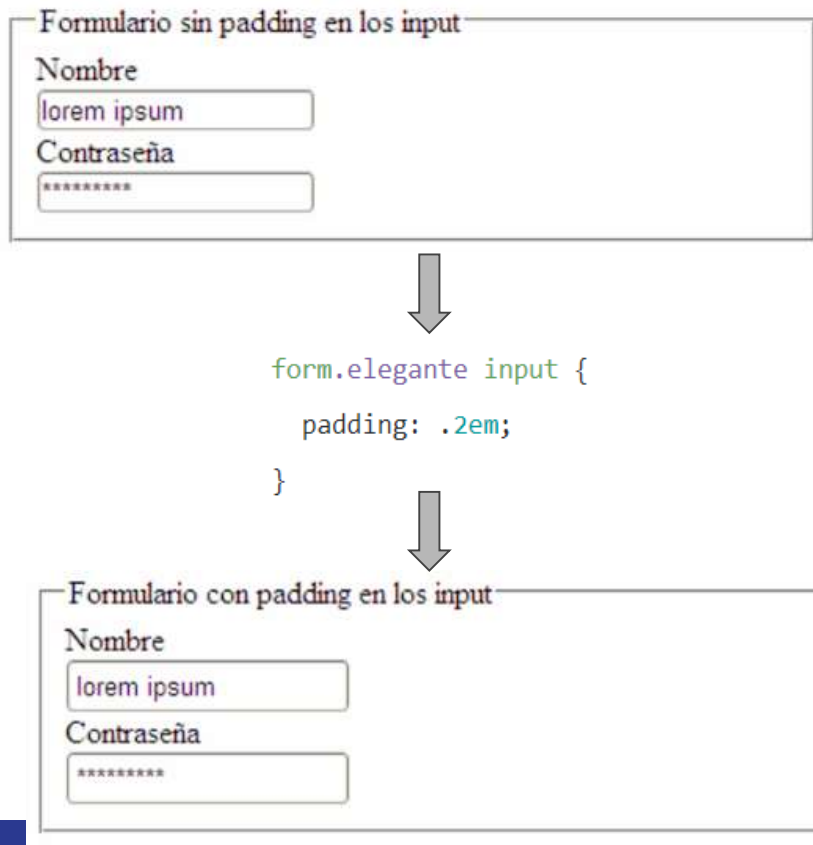 Formulario sin padding en los input
Nombre
lorem ipsum
Contraseña
*********
form.elegante input {
padding: .2em;
}
Formulario con padding en los input
Nombre
lorem ipsum
Contraseña
*********